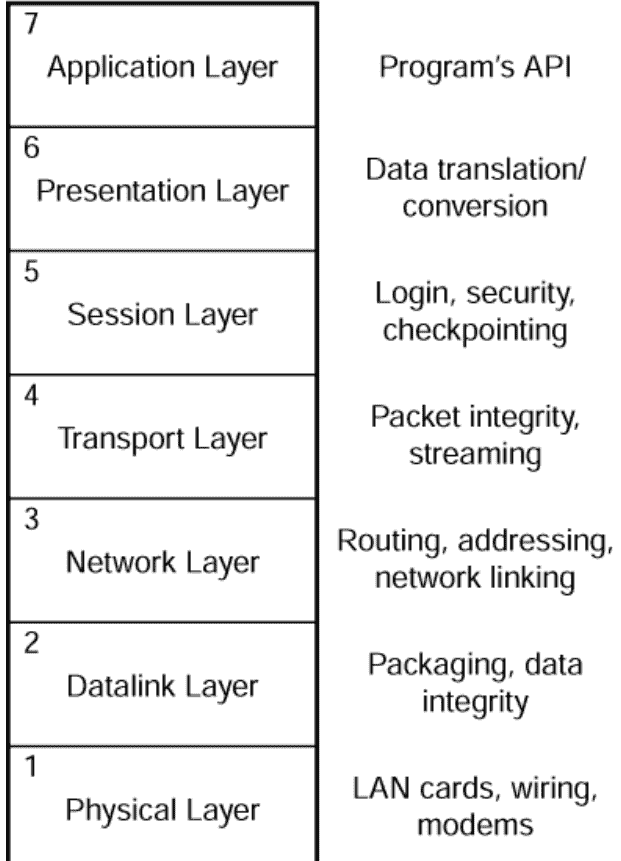 7
Application Layer
Program's API
6
Presentation Layer
Data translation/
conversion
5
Session Layer
Login, security,
checkpointing
4
Transport Layer
Packet integrity,
streaming
3
Network Layer
Routing, addressing,
network linking
2
Datalink Layer
Packaging, data
integrity
1
Physical Layer
LAN cards, wiring,
modems